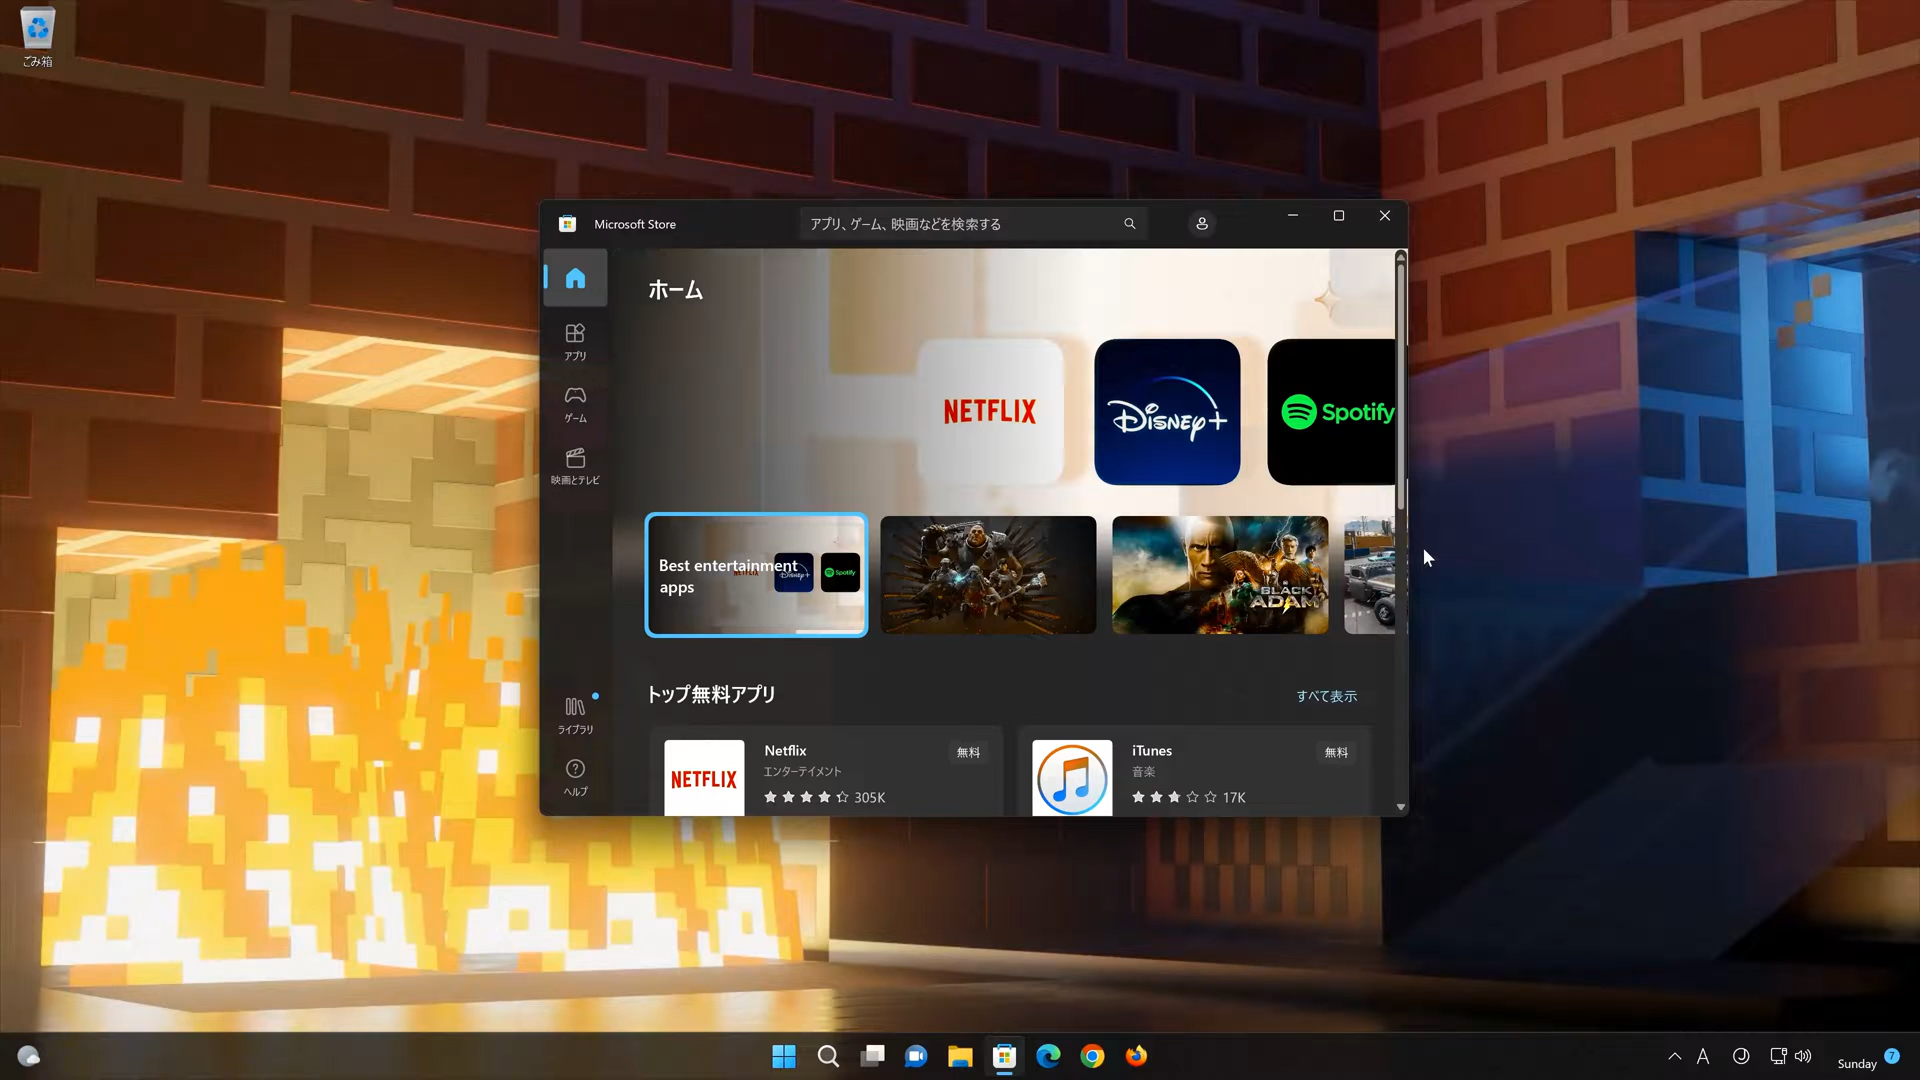 ごみ箱
Microsoft Store
アプリ、ゲーム、映画などを検索する
ホーム
アプリ
ゲーム
映画とテレビ
NETFLIX
Disney+
Spotify
Best entertainment
apps
NETFLIX
Disney+
Spotify
BLACK
ADAM
トップ無料アプリ
すべて表示
ライブラリ
ヘルプ
NETFLIX
Netflix
無料
エンターテイメント
305K
iTunes
無料
音楽
17K
A
Sunday
7